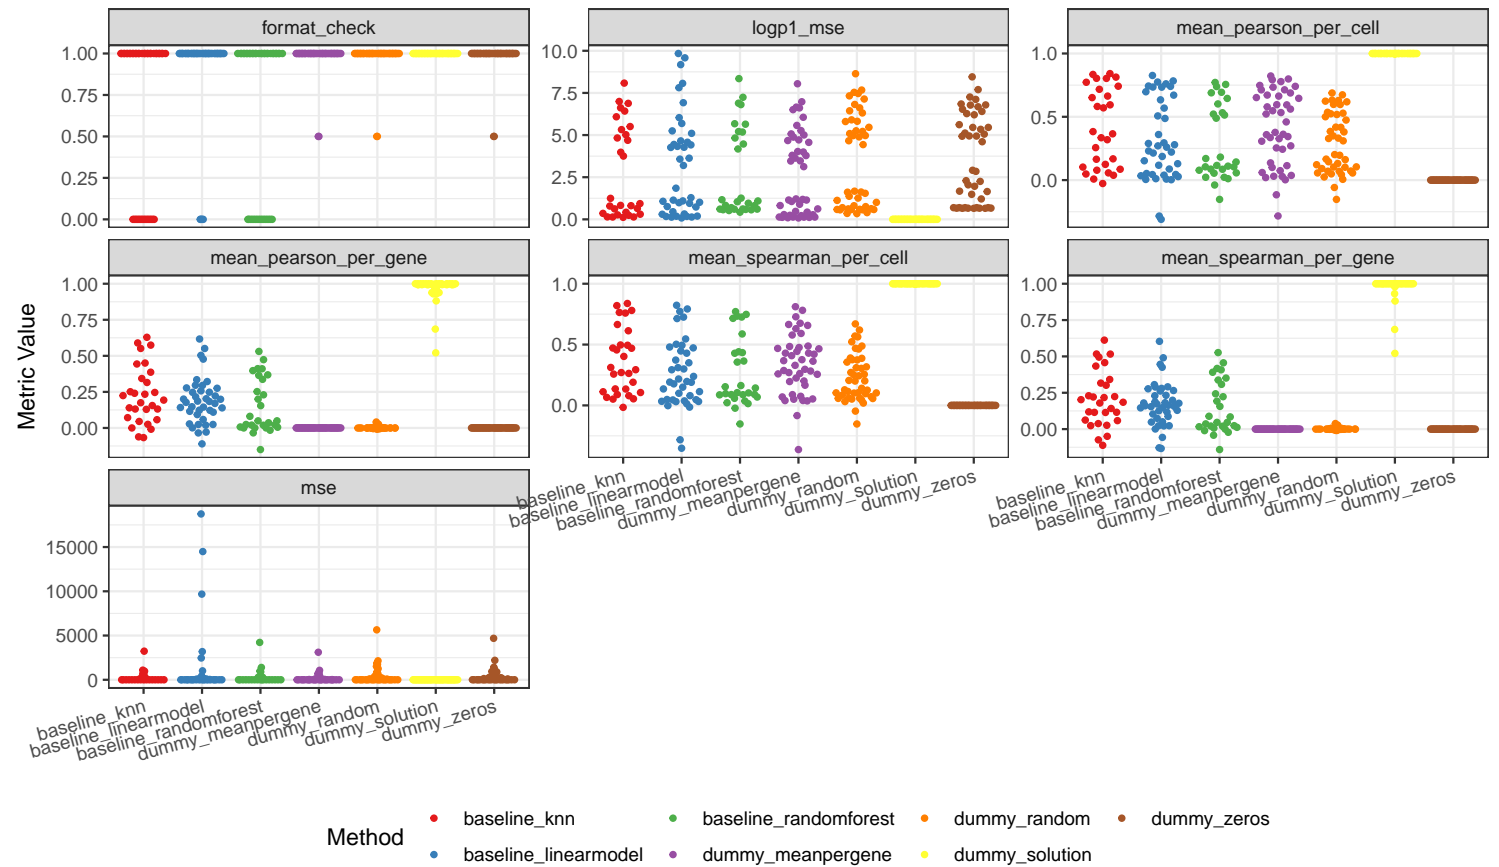 format_check
logp1_mse
mean_pearson_per_cell
1.00
0.75
0.50
0.25
0.00
10.0
7.5
5.0
2.5
0.0
1.0
0.5
0.0
mean_pearson_per_gene
mean_spearman_per_cell
mean_spearman_per_gene
Metric Value
1.00
0.75
0.50
0.25
0.00
1.0
0.5
0.0
1.00
0.75
0.50
0.25
0.00
baseline_knn
baseline_linearmodel
baseline_randomforest
dummy_meanpergene
dummy_random
dummy_solution
dummy_zeros
baseline_knn
baseline_linearmodel
baseline_randomforest
dummy_meanpergene
dummy_random
dummy_solution
dummy_zeros
mse
15000
10000
5000
0
baseline_knn
baseline_linearmodel
baseline_randomforest
dummy_meanpergene
dummy_random
dummy_solution
dummy_zeros
Method
baseline_knn
baseline_randomforest
dummy_random
dummy_zeros
baseline_linearmodel
dummy_meanpergene
dummy_solution